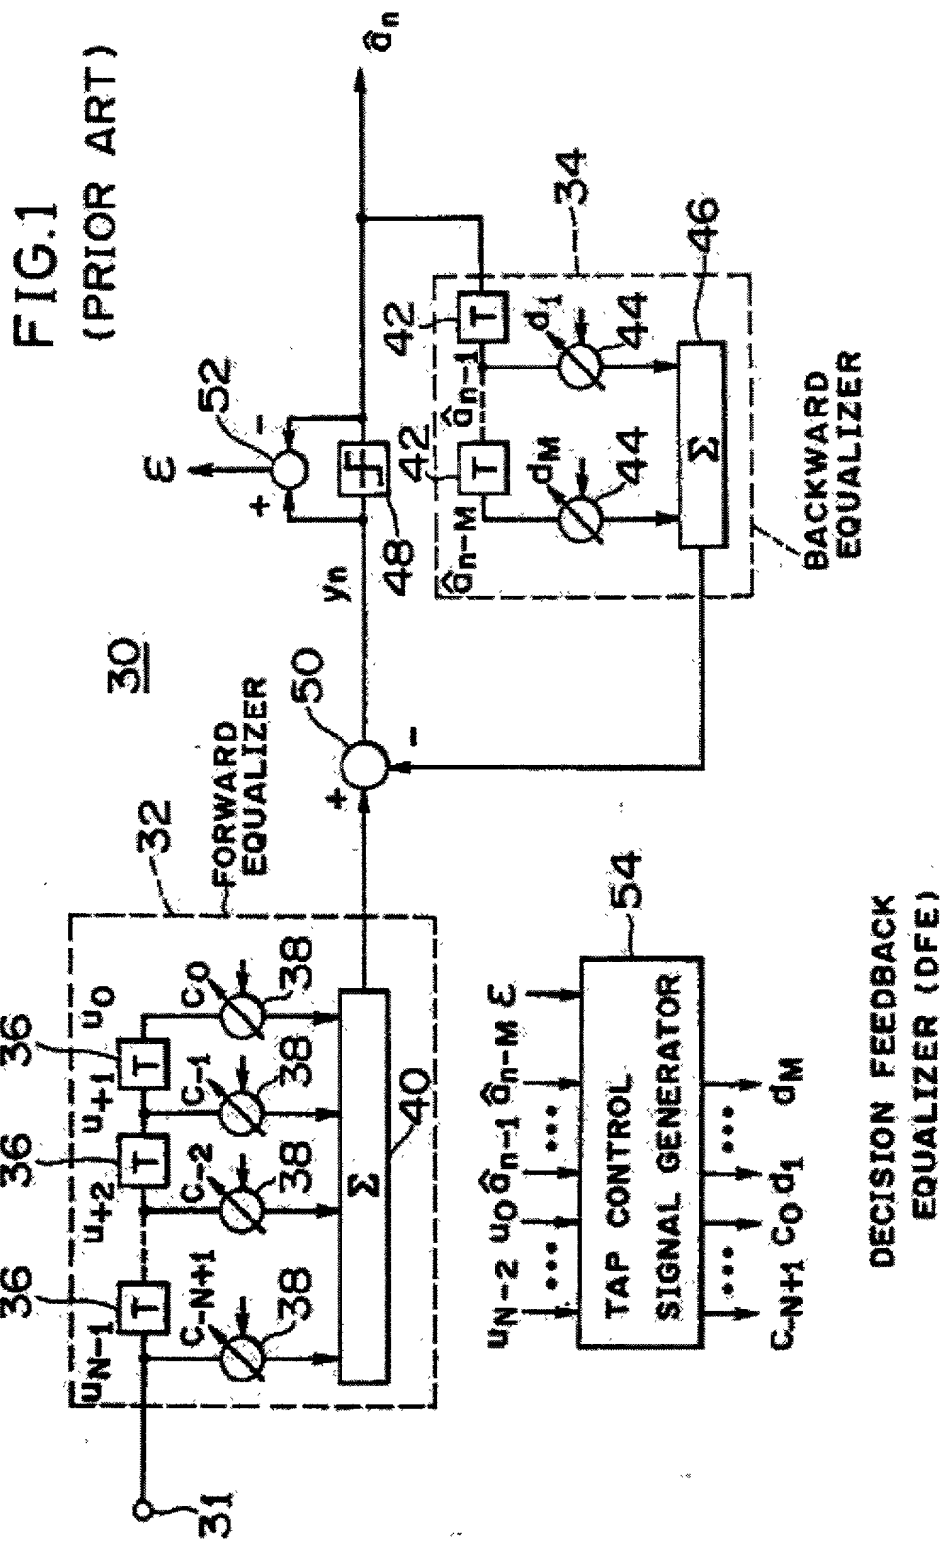 FIG.1
(PRIOR ART)
30
31
32
FORWARD
EQUALIZER
36
36
36
T
T
T
u_{N-1}
u_{+2}
u_{+1}
u_0
C_{-N+1}
C_{-2}
C_{-1}
C_0
38
38
38
38
Σ
40
+
50
-
y_n
48
+
52
-
ε
â_n
34
42
42
T
T
â_{n-M}
â_{n-1}
d_M
d_1
44
44
Σ
46
BACKWARD
EQUALIZER
u_{N-2} ••• u_0 â_{n-1} ••• â_{n-M} ε
54
TAP CONTROL
SIGNAL GENERATOR
••• •••
C_{-N+1} C_0 d_1 d_M
DECISION FEEDBACK
EQUALIZER (DFE)